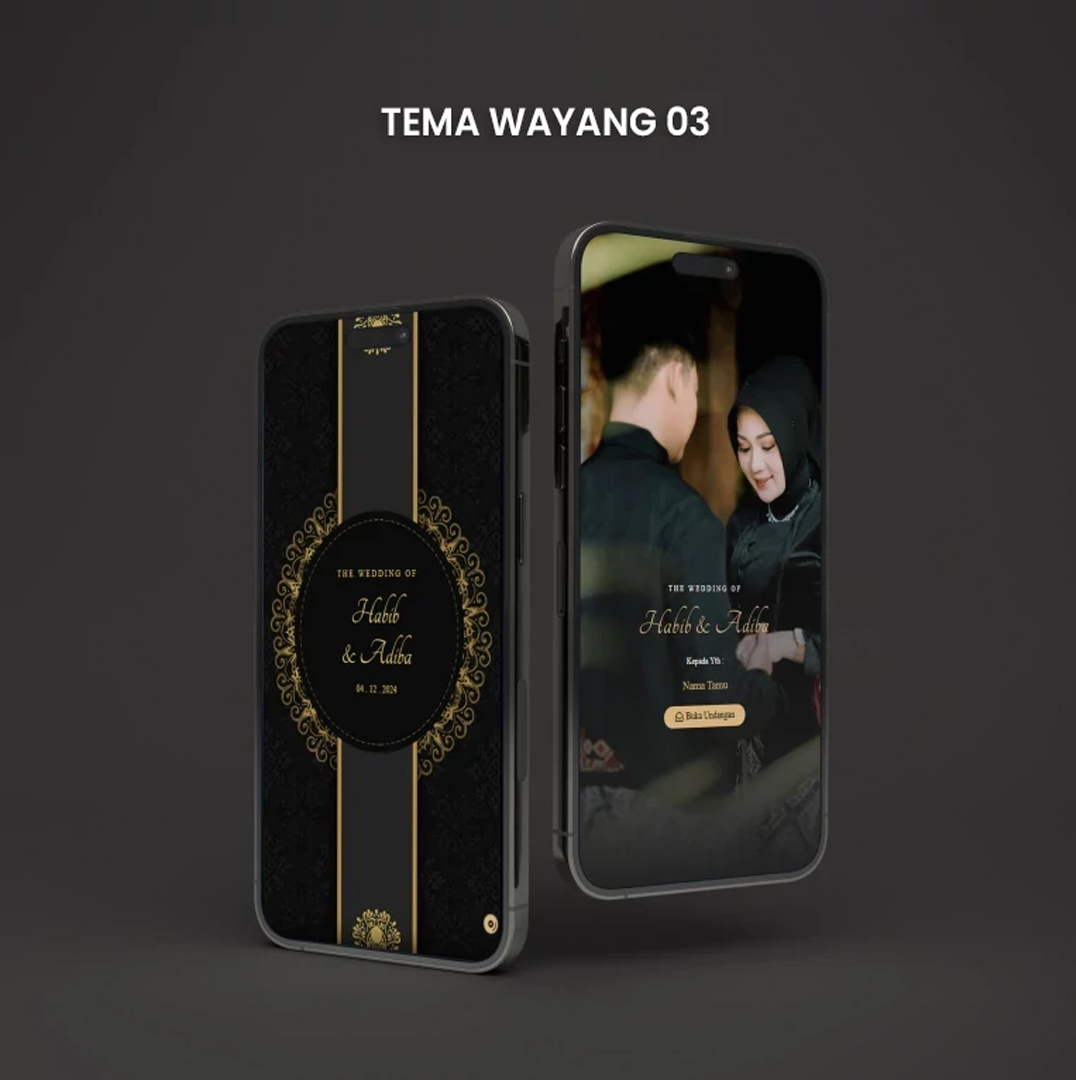 TEMA WAYANG 03
THE WEDDING OF
Habib
& Adiba
04 . 12 . 2024
THE WEDDING OF
Habib & Adiba
Kepada Yth :
Nama Tamu
Buka Undangan